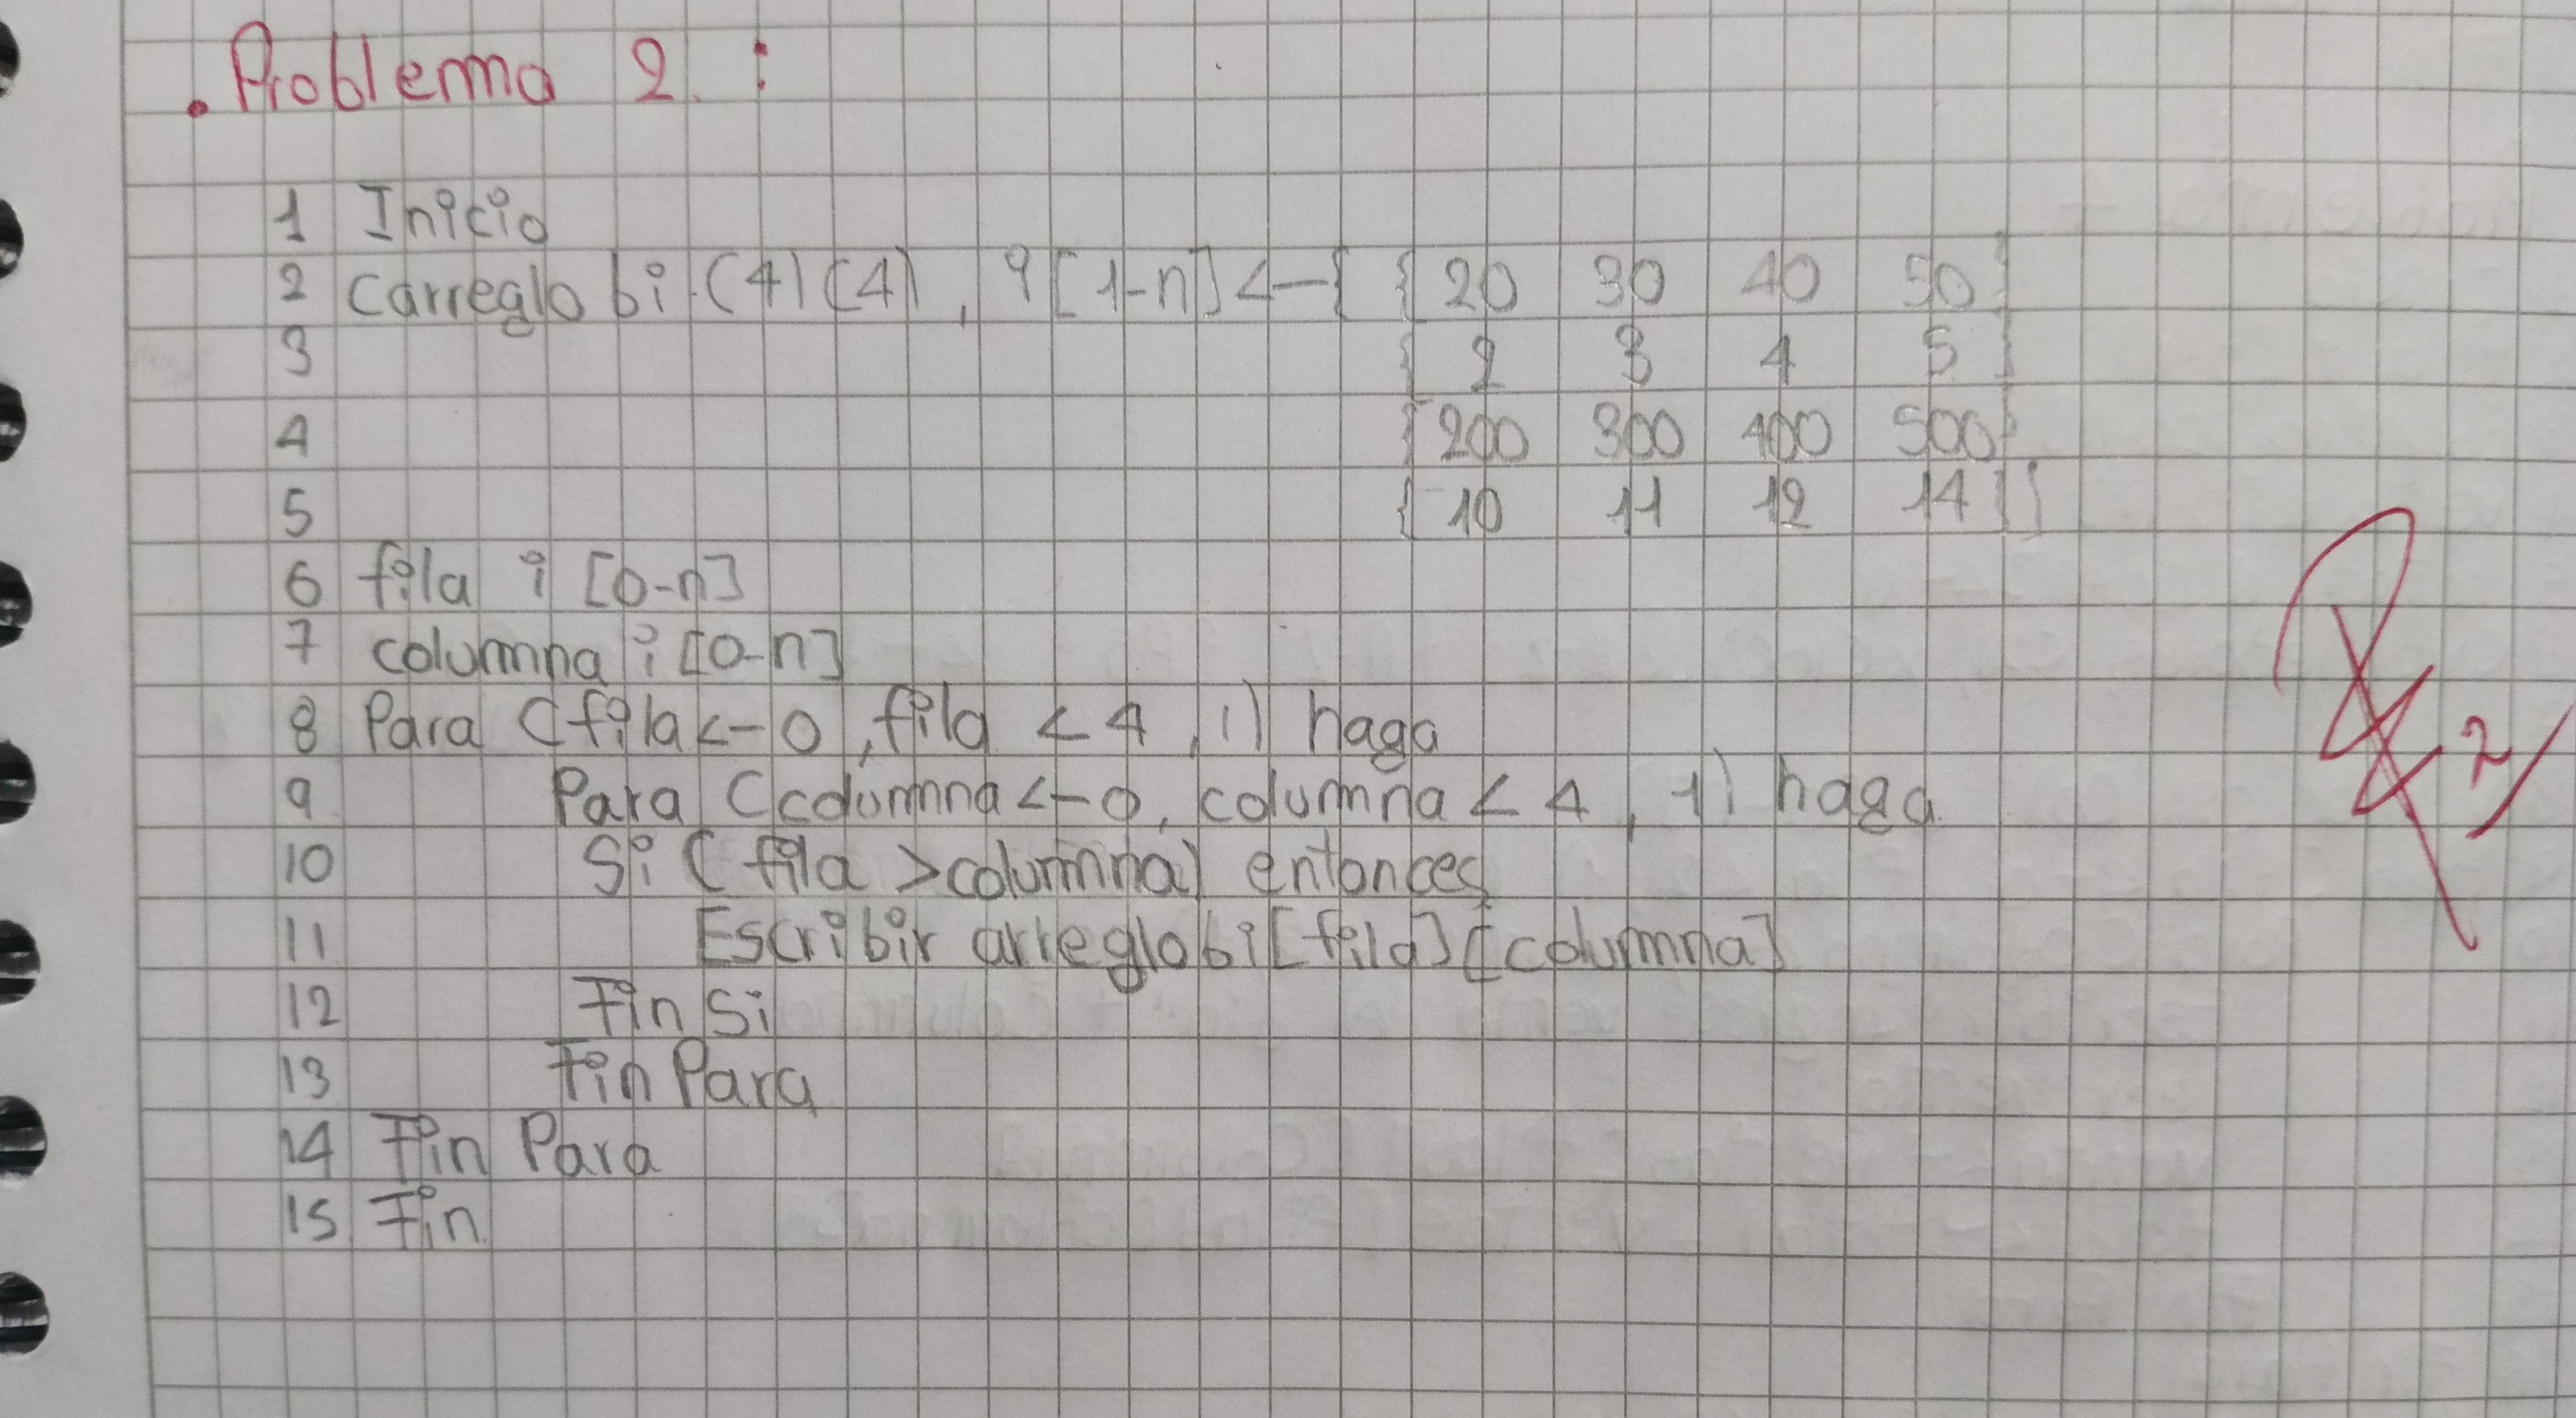 . Problema 2. :
1 Inicio
2 Carreglo bi (4) (4), i [1-n] <- { { 20 30 40 50 }
3 { 2 3 4 5 }
4 { 200 300 400 500 }
5 { 10 11 12 14 } }
6 fila i [0-n]
7 columna i [0-n]
8 Para (fila <- 0, fila < 4, 1) haga
9 Para (columna <- 0, columna < 4, 1) haga
10 Si (fila > columna) entonces
11 Escribir arreglobi [fila] [columna]
12 Fin Si
13 Fin Para
14 Fin Para
15 Fin